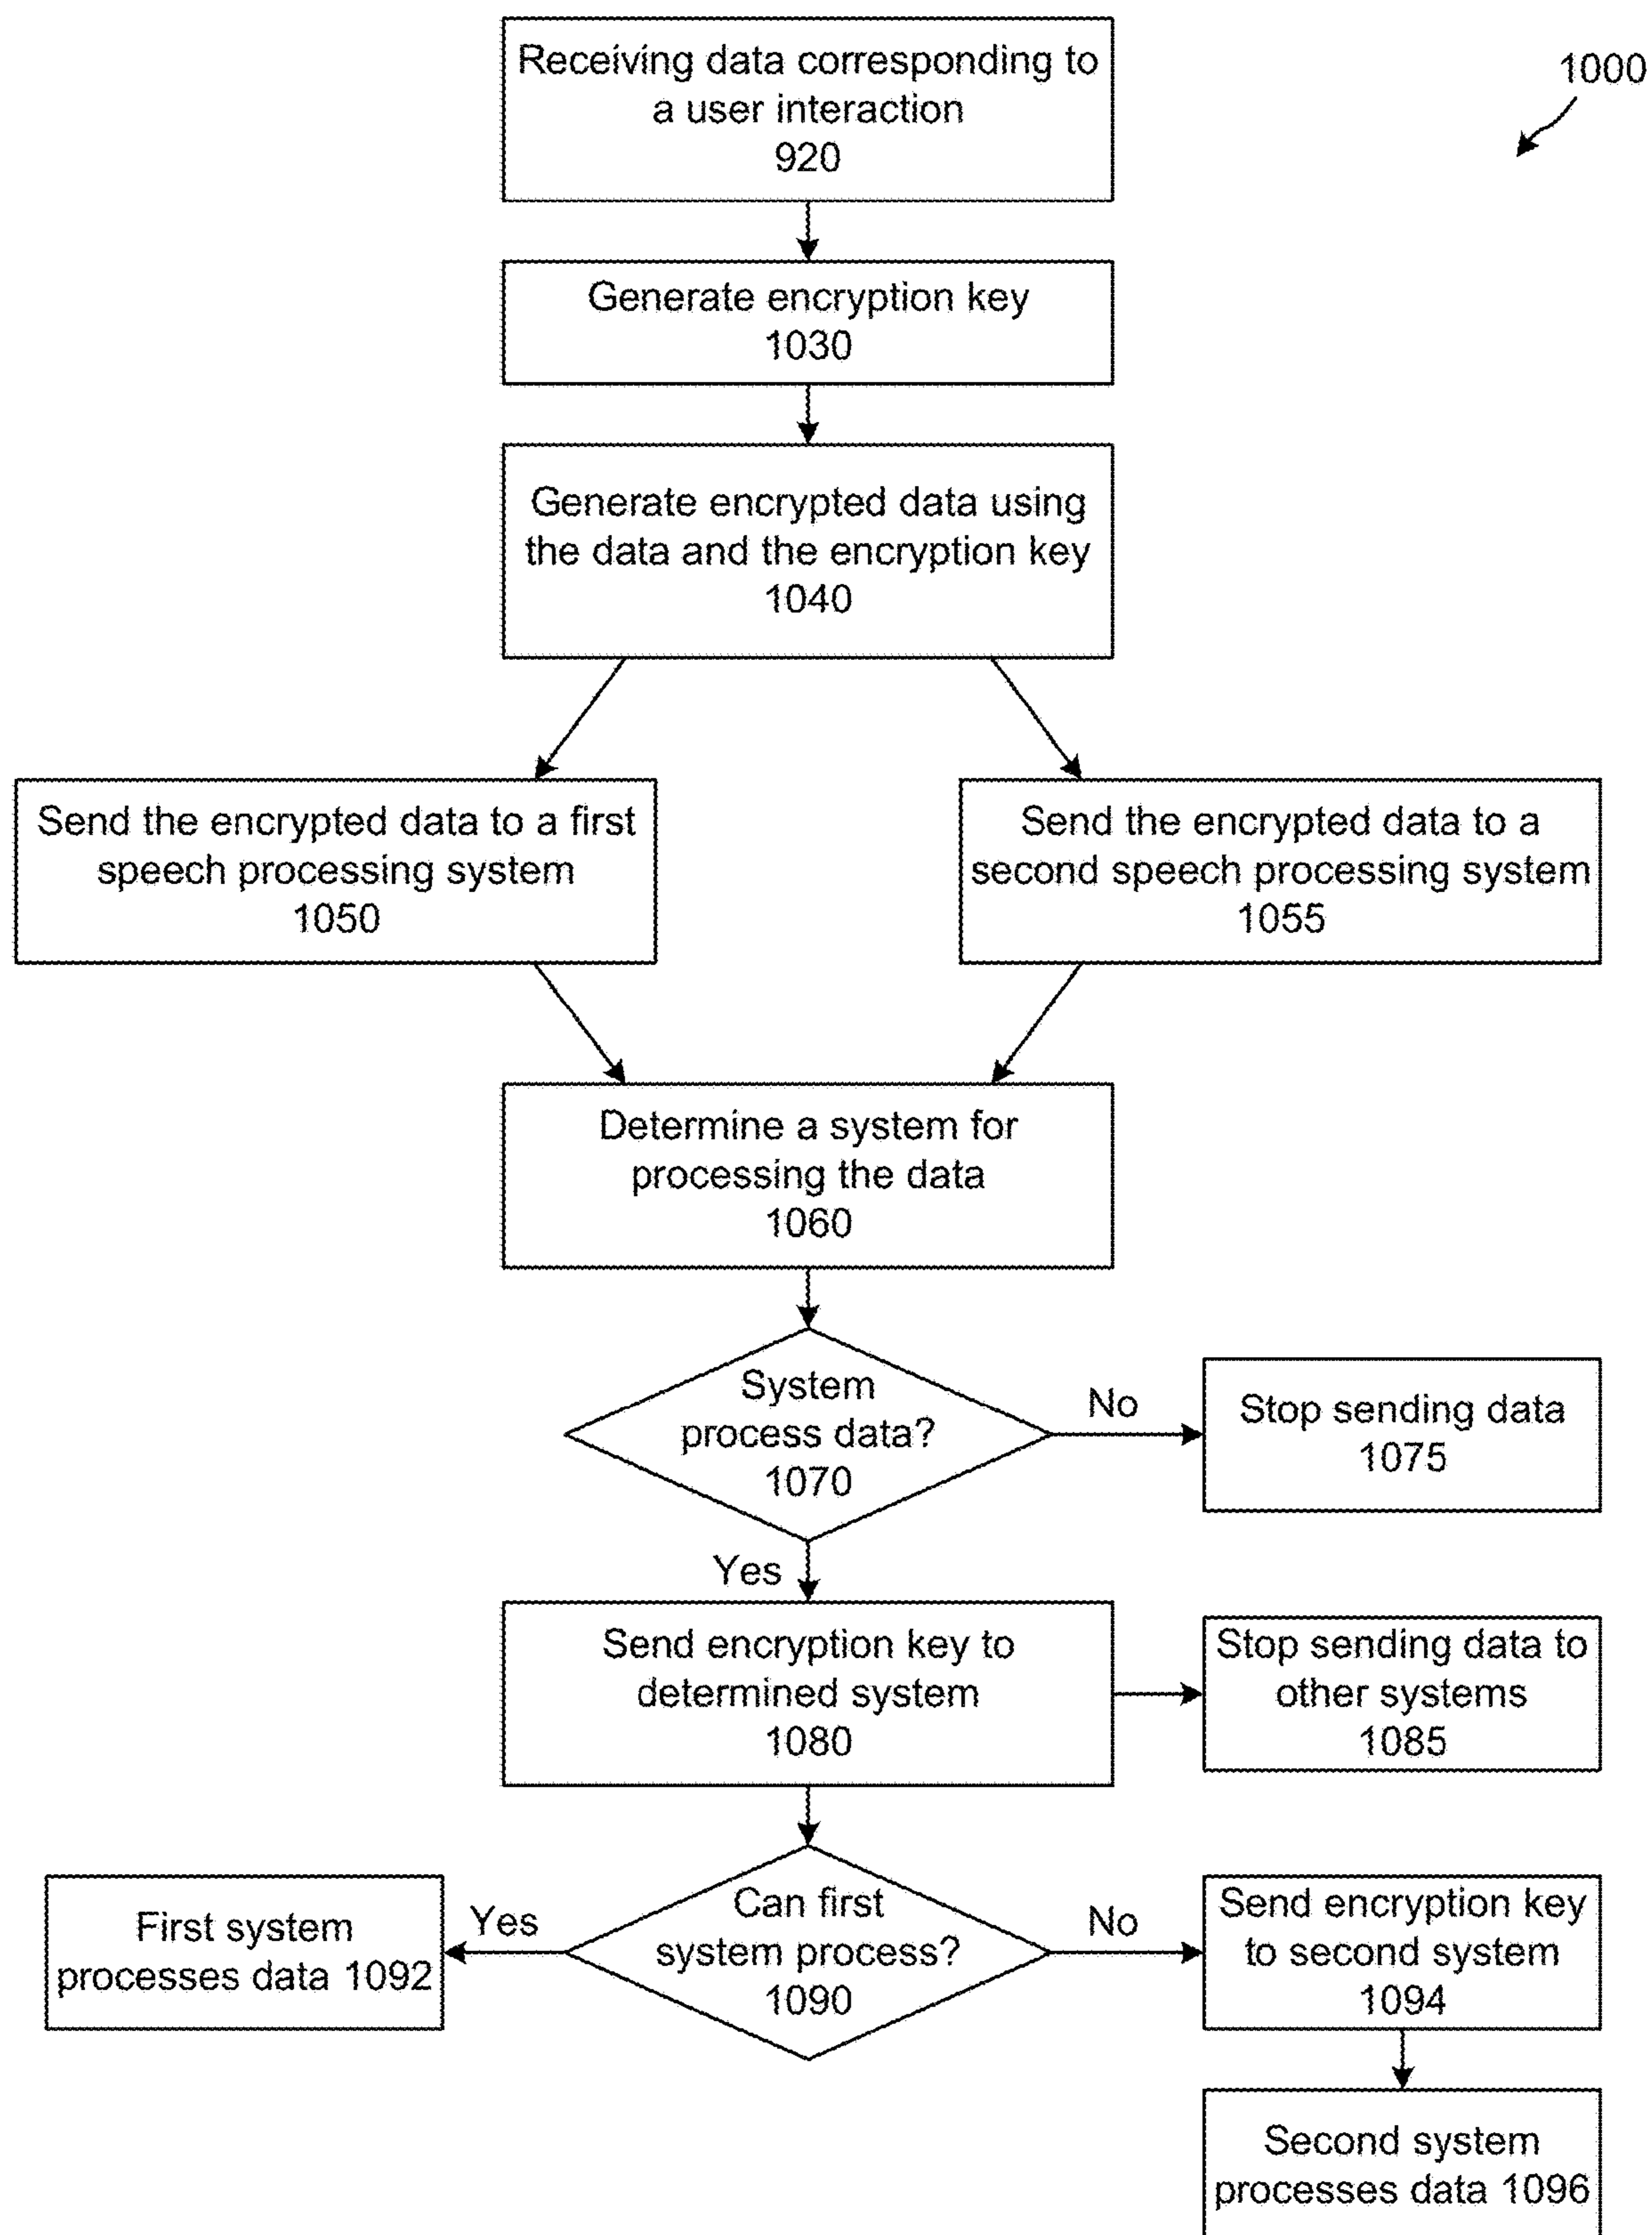 Receiving data corresponding to
a user interaction
920
1000
Generate encryption key
1030
Generate encrypted data using
the data and the encryption key
1040
Send the encrypted data to a first
speech processing system
1050
Send the encrypted data to a
second speech processing system
1055
Determine a system for
processing the data
1060
System
process data?
1070
No
Stop sending data
1075
Yes
Send encryption key to
determined system
1080
Stop sending data to
other systems
1085
Can first
system process?
1090
Yes
First system
processes data 1092
No
Send encryption key
to second system
1094
Second system
processes data 1096